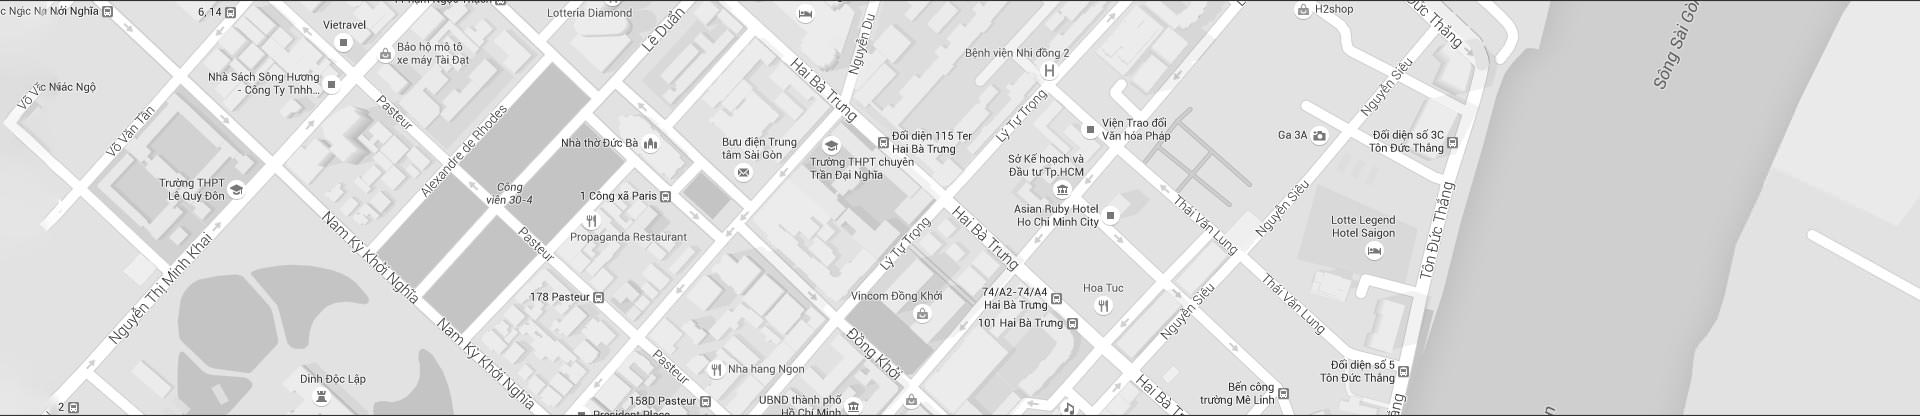 Nơi Nghĩa
6, 14
Lotteria Diamond
Vietravel
Bảo hộ mô tô
xe máy Tài Đạt
Nhà Sách Sông Hương
- Công Ty Tnhh...
Võ Văn Tần
Pasteur
Lê Duẩn
Alexandre de Rhodes
Nhà thờ Đức Bà
Công
viên 30-4
1 Công xã Paris
Propaganda Restaurant
Trường THPT
Lê Quý Đôn
Nguyễn Thị Minh Khai
Nam Kỳ Khởi Nghĩa
Pasteur
178 Pasteur
Nam Kỳ Khởi Nghĩa
Dinh Độc Lập
2
Pasteur
158D Pasteur
Nha hang Ngon
UBND thành phố
Hồ Chí Minh
Bưu điện Trung
tâm Sài Gòn
Hai Bà Trưng
Nguyễn Du
Đối diện 115 Ter
Hai Bà Trưng
Trường THPT chuyên
Trần Đại Nghĩa
Lý Tự Trọng
Vincom Đồng Khởi
Đồng Khởi
Bệnh viện Nhi đồng 2
Lý Tự Trọng
Viện Trao đổi
Văn hóa Pháp
Sở Kế hoạch và
Đầu tư Tp.HCM
Asian Ruby Hotel
Ho Chi Minh City
Hai Bà Trưng
74/A2-74/A4
Hai Bà Trưng
101 Hai Bà Trưng
Hoa Tuc
Thái Văn Lung
Nguyễn Siêu
Thái Văn Lung
Nguyễn Siêu
H2shop
Nguyễn Siêu
Ga 3A
Đối diện số 3C
Tôn Đức Thắng
Lotte Legend
Hotel Saigon
Tôn Đức Thắng
Đối diện số 5
Tôn Đức Thắng
Bến công
trường Mê Linh
Sông Sài Gòn